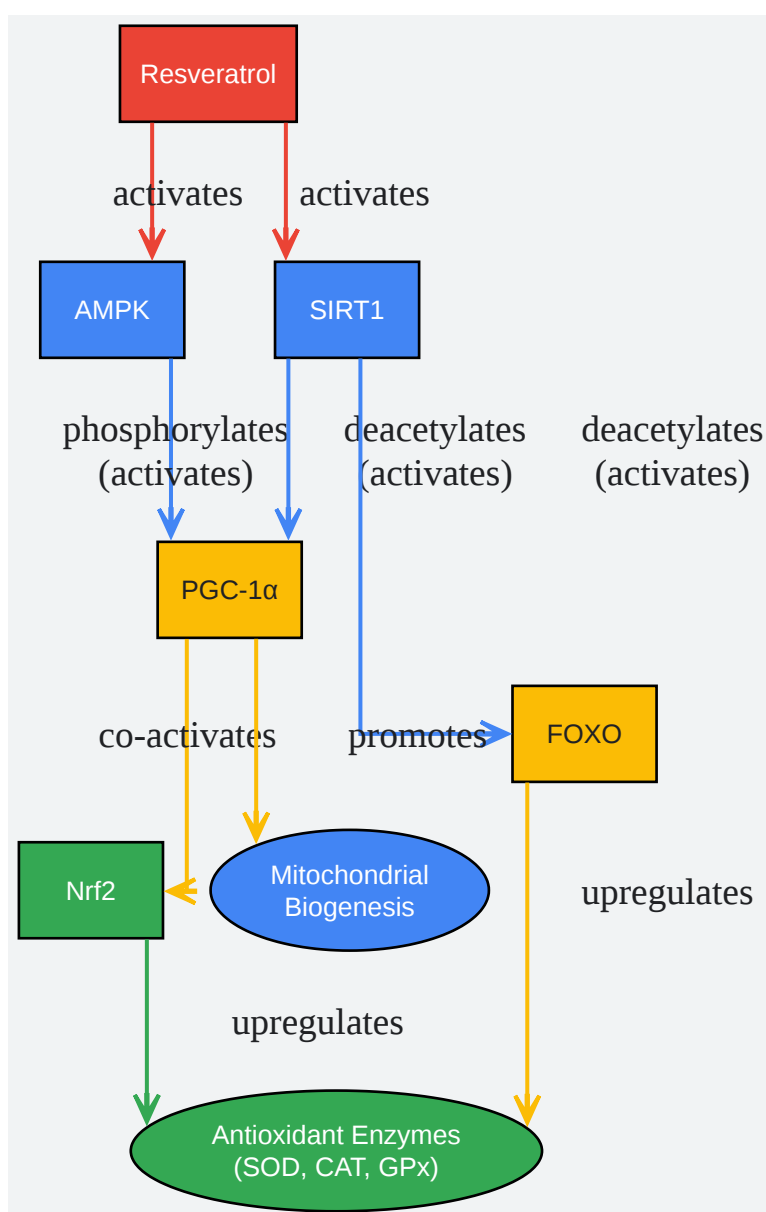 Resveratrol
activates
activates
AMPK
SIRT1
phosphorylates
(activates)
deacetylates
(activates)
deacetylates
(activates)
PGC-1α
co-activates
promotes
FOXO
Nrf2
Mitochondrial
Biogenesis
upregulates
upregulates
Antioxidant Enzymes
(SOD, CAT, GPx)